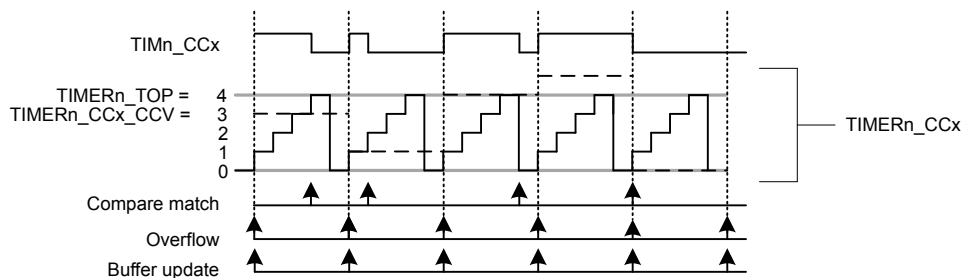 TIMn_CCx
TIMERn_TOP = 4
TIMERn_CCx_CCV = 3
2
1
0
TIMERn_CCx
Compare match
Overflow
Buffer update